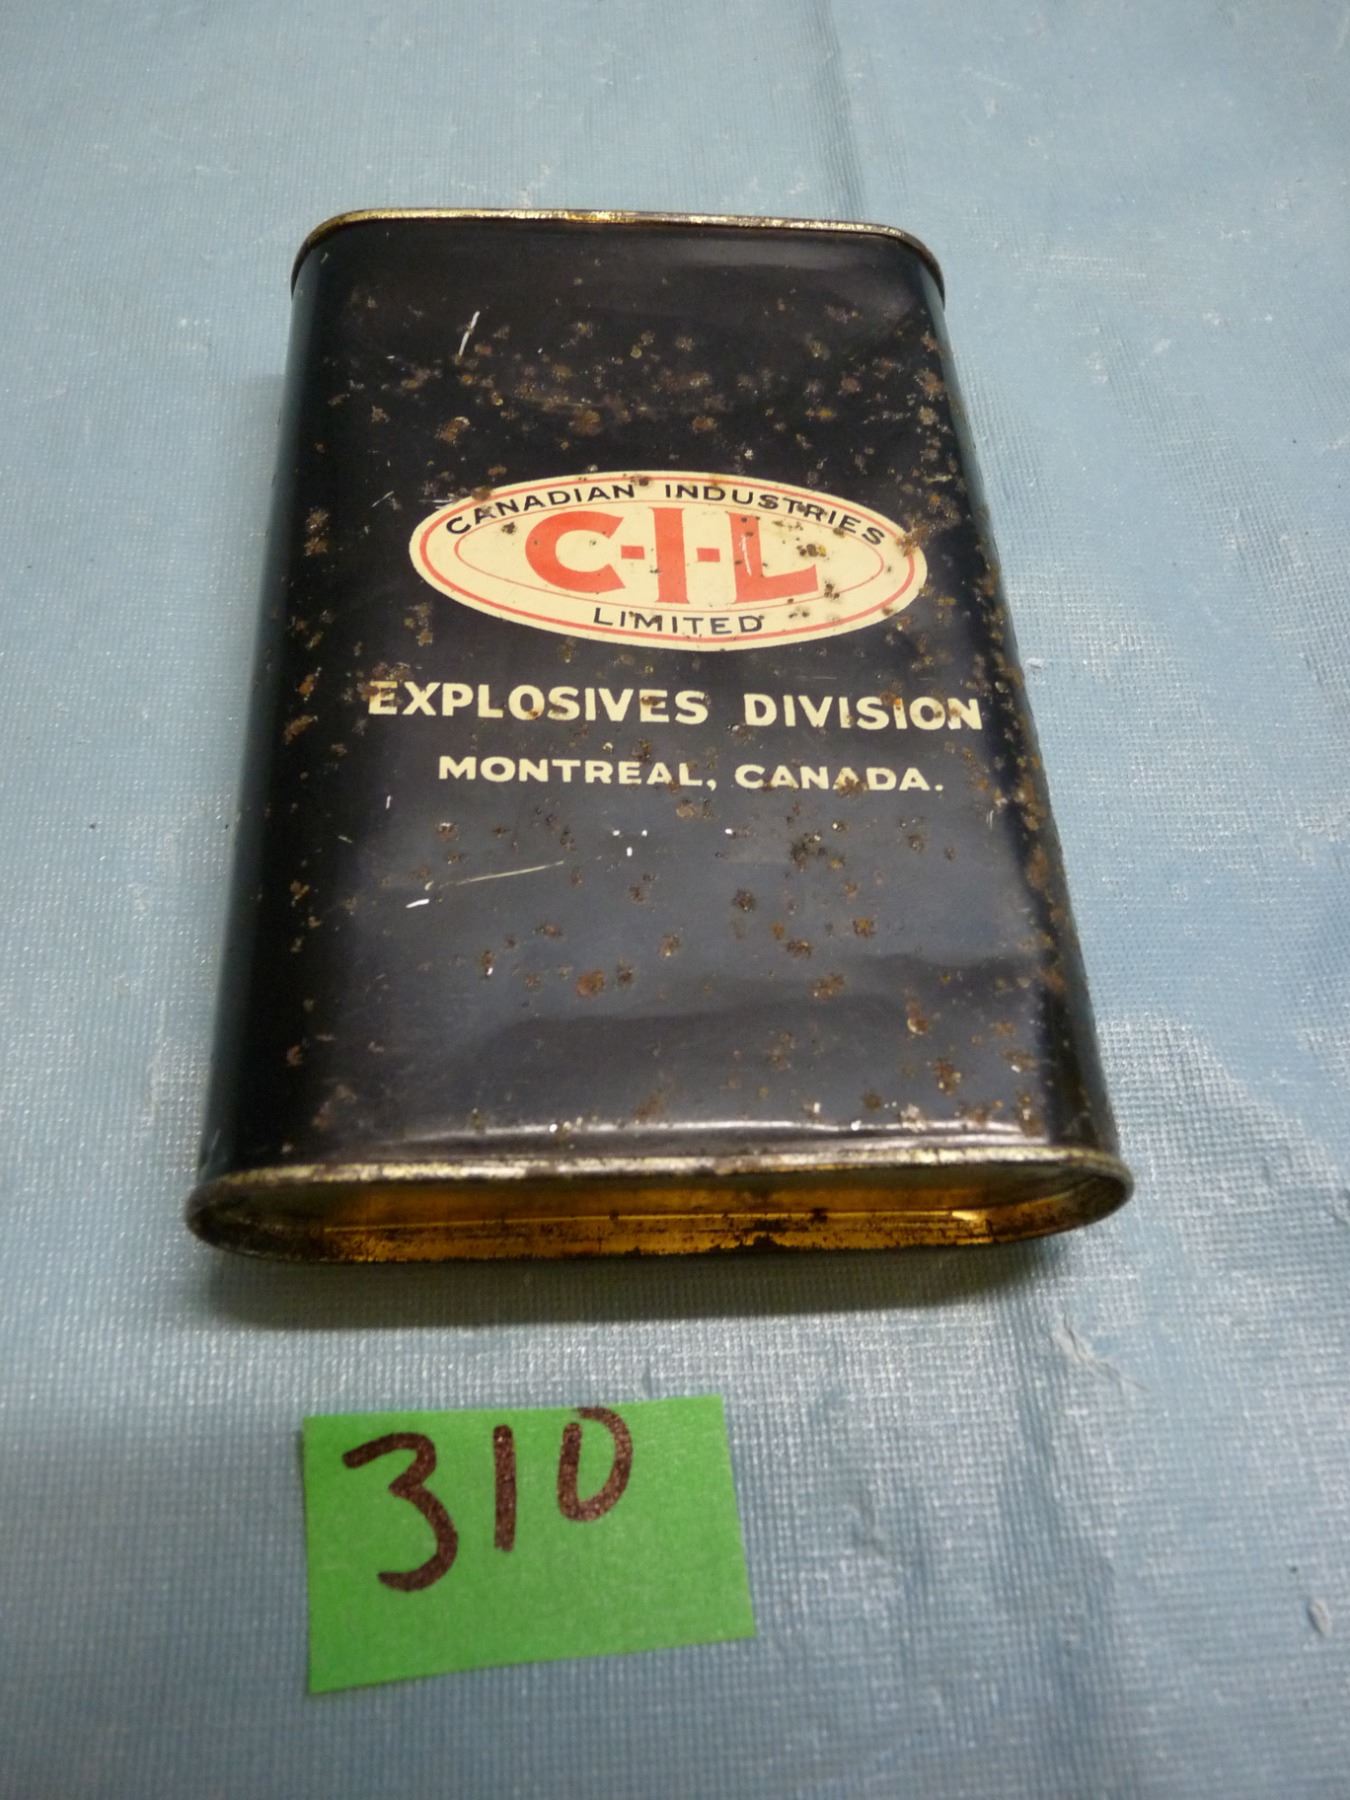 CANADIAN INDUSTRIES
C-I-L
LIMITED
EXPLOSIVES DIVISION
MONTREAL, CANADA.
310